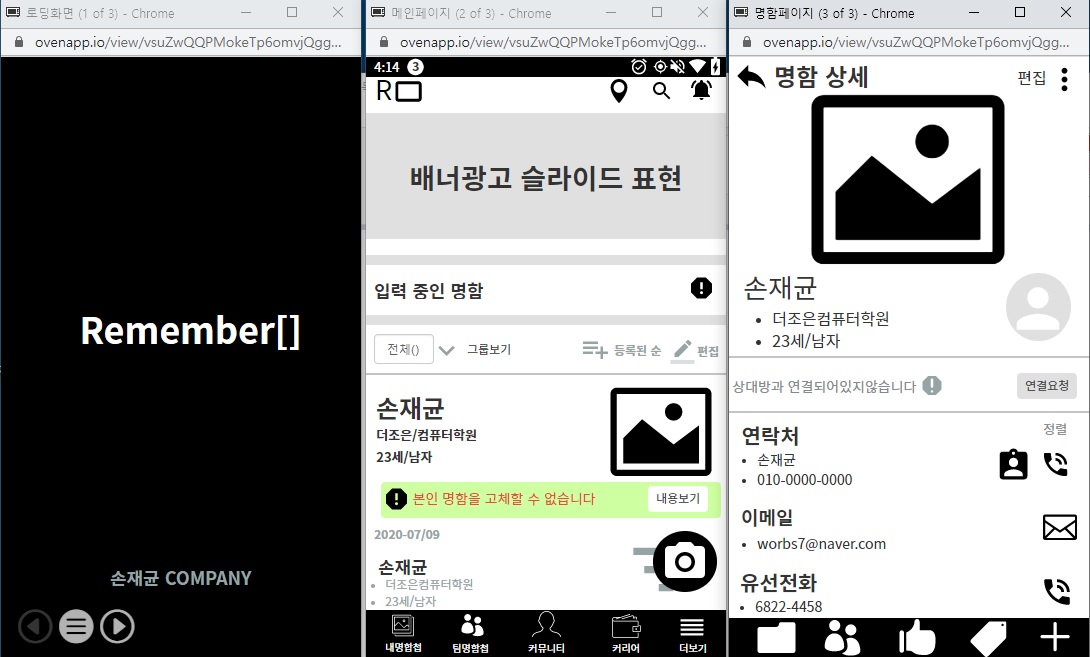 로딩화면 (1 of 3) - Chrome
ovenapp.io/view/vsuZwQQPMokeTp6omvjQgg...
Remember[]
손재균 COMPANY
메인페이지 (2 of 3) - Chrome
ovenapp.io/view/vsuZwQQPMokeTp6omvjQgg...
4:14 3
R
배너광고 슬라이드 표현
입력 중인 명함
전체() 그룹보기 등록된 순 편집
손재균
더조은/컴퓨터학원
23세/남자
본인 명함을 고체할 수 없습니다 내용보기
2020-07/09
손재균
더조은컴퓨터학원
23세/남자
내명함첩 팀명함첩 커뮤니티 커리어 더보기
명함페이지 (3 of 3) - Chrome
ovenapp.io/view/vsuZwQQPMokeTp6omvjQgg...
명함 상세 편집
손재균
더조은컴퓨터학원
23세/남자
상대방과 연결되어있지않습니다 연결요청
연락처 정렬
손재균
010-0000-0000
이메일
worbs7@naver.com
유선전화
6822-4458